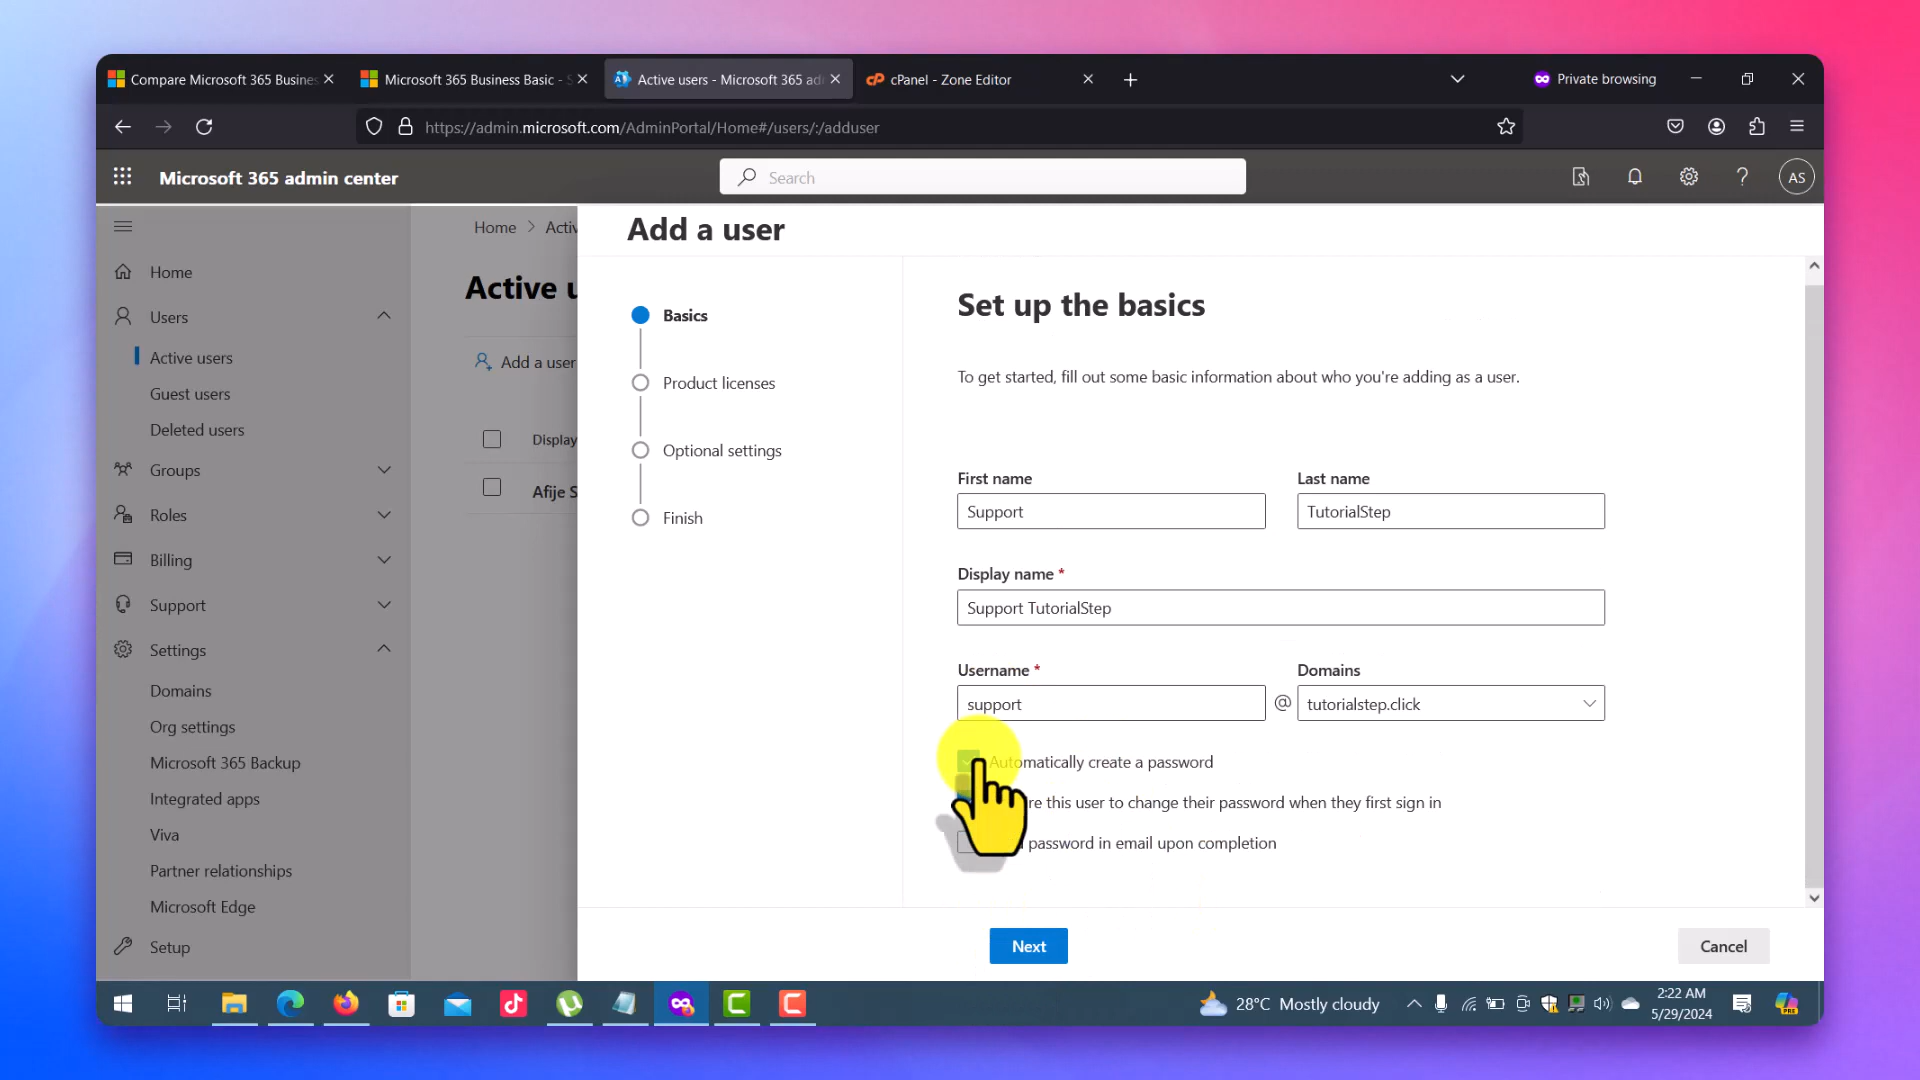 Compare Microsoft 365 Busines
Microsoft 365 Business Basic - S
Active users - Microsoft 365 ad
cPanel - Zone Editor
Private browsing
https://admin.microsoft.com/AdminPortal/Home#/users/:/adduser
Microsoft 365 admin center
Search
AS
Home
Users
Active users
Guest users
Deleted users
Groups
Roles
Billing
Support
Settings
Domains
Org settings
Microsoft 365 Backup
Integrated apps
Viva
Partner relationships
Microsoft Edge
Setup
Home > Activ
Active u
Add a user
Display
Afije S
Add a user
Basics
Product licenses
Optional settings
Finish
Set up the basics
To get started, fill out some basic information about who you're adding as a user.
First name
Last name
Support
TutorialStep
Display name *
Support TutorialStep
Username *
Domains
support
@
tutorialstep.click
Automatically create a password
re this user to change their password when they first sign in
password in email upon completion
Next
Cancel
28°C Mostly cloudy
2:22 AM
5/29/2024
PRE